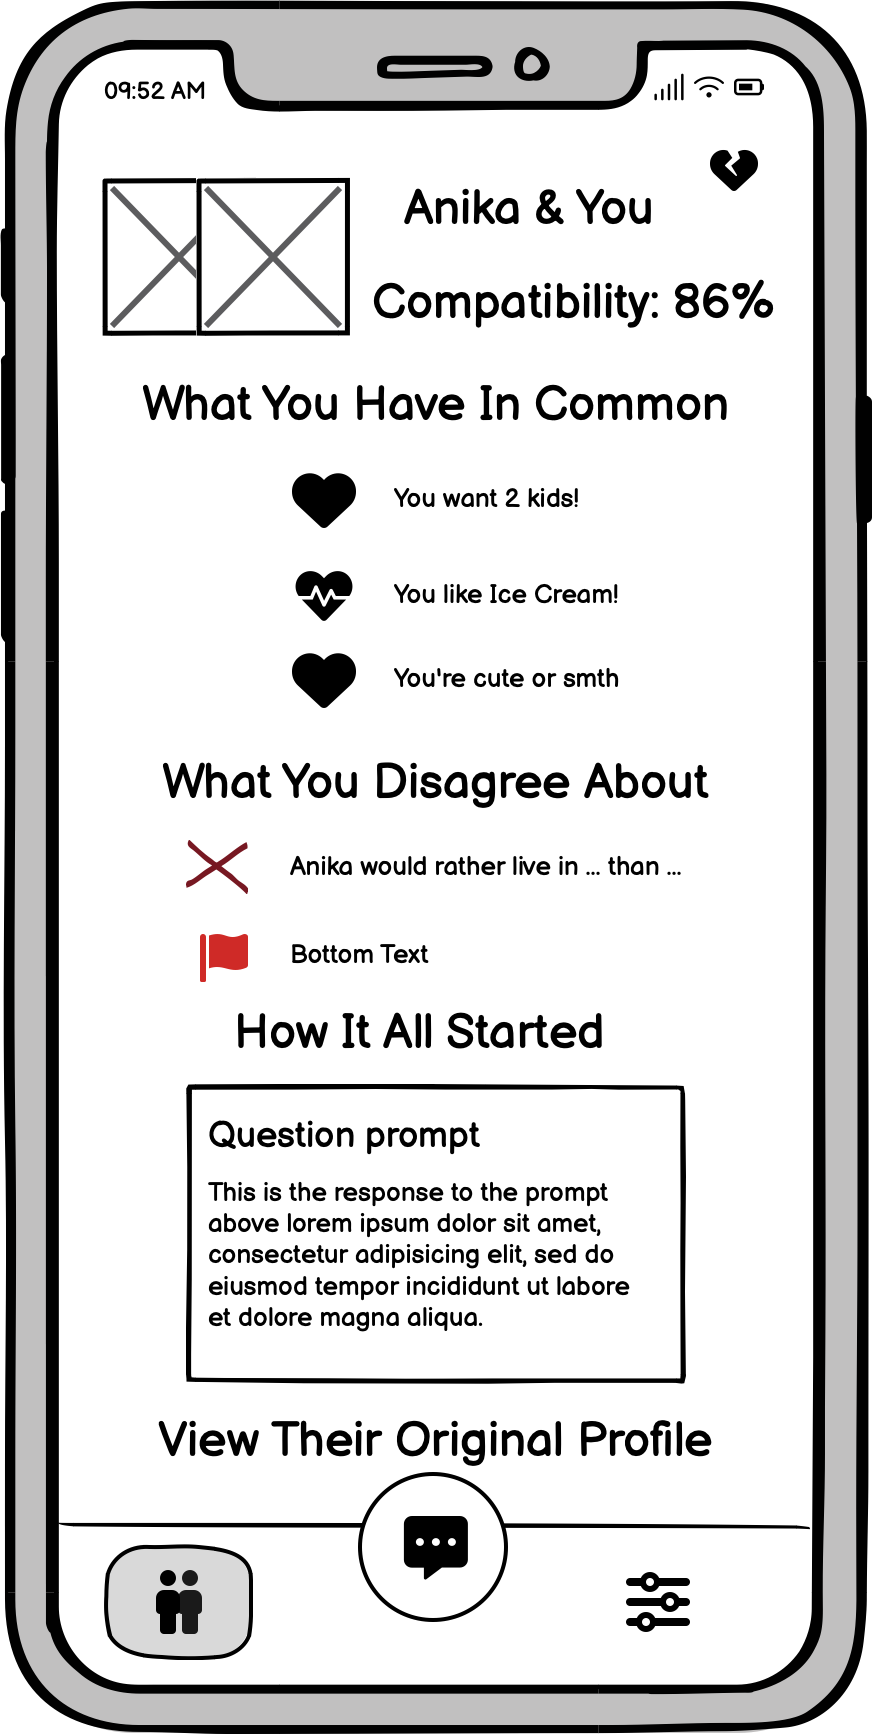 09:52 AM
Anika & You
Compatibility: 86%
What You Have In Common
You want 2 kids!
You like Ice Cream!
You're cute or smth
What You Disagree About
Anika would rather live in ... than ...
Bottom Text
How It All Started
Question prompt
This is the response to the prompt
above lorem ipsum dolor sit amet,
consectetur adipisicing elit, sed do
eiusmod tempor incididunt ut labore
et dolore magna aliqua.
View Their Original Profile